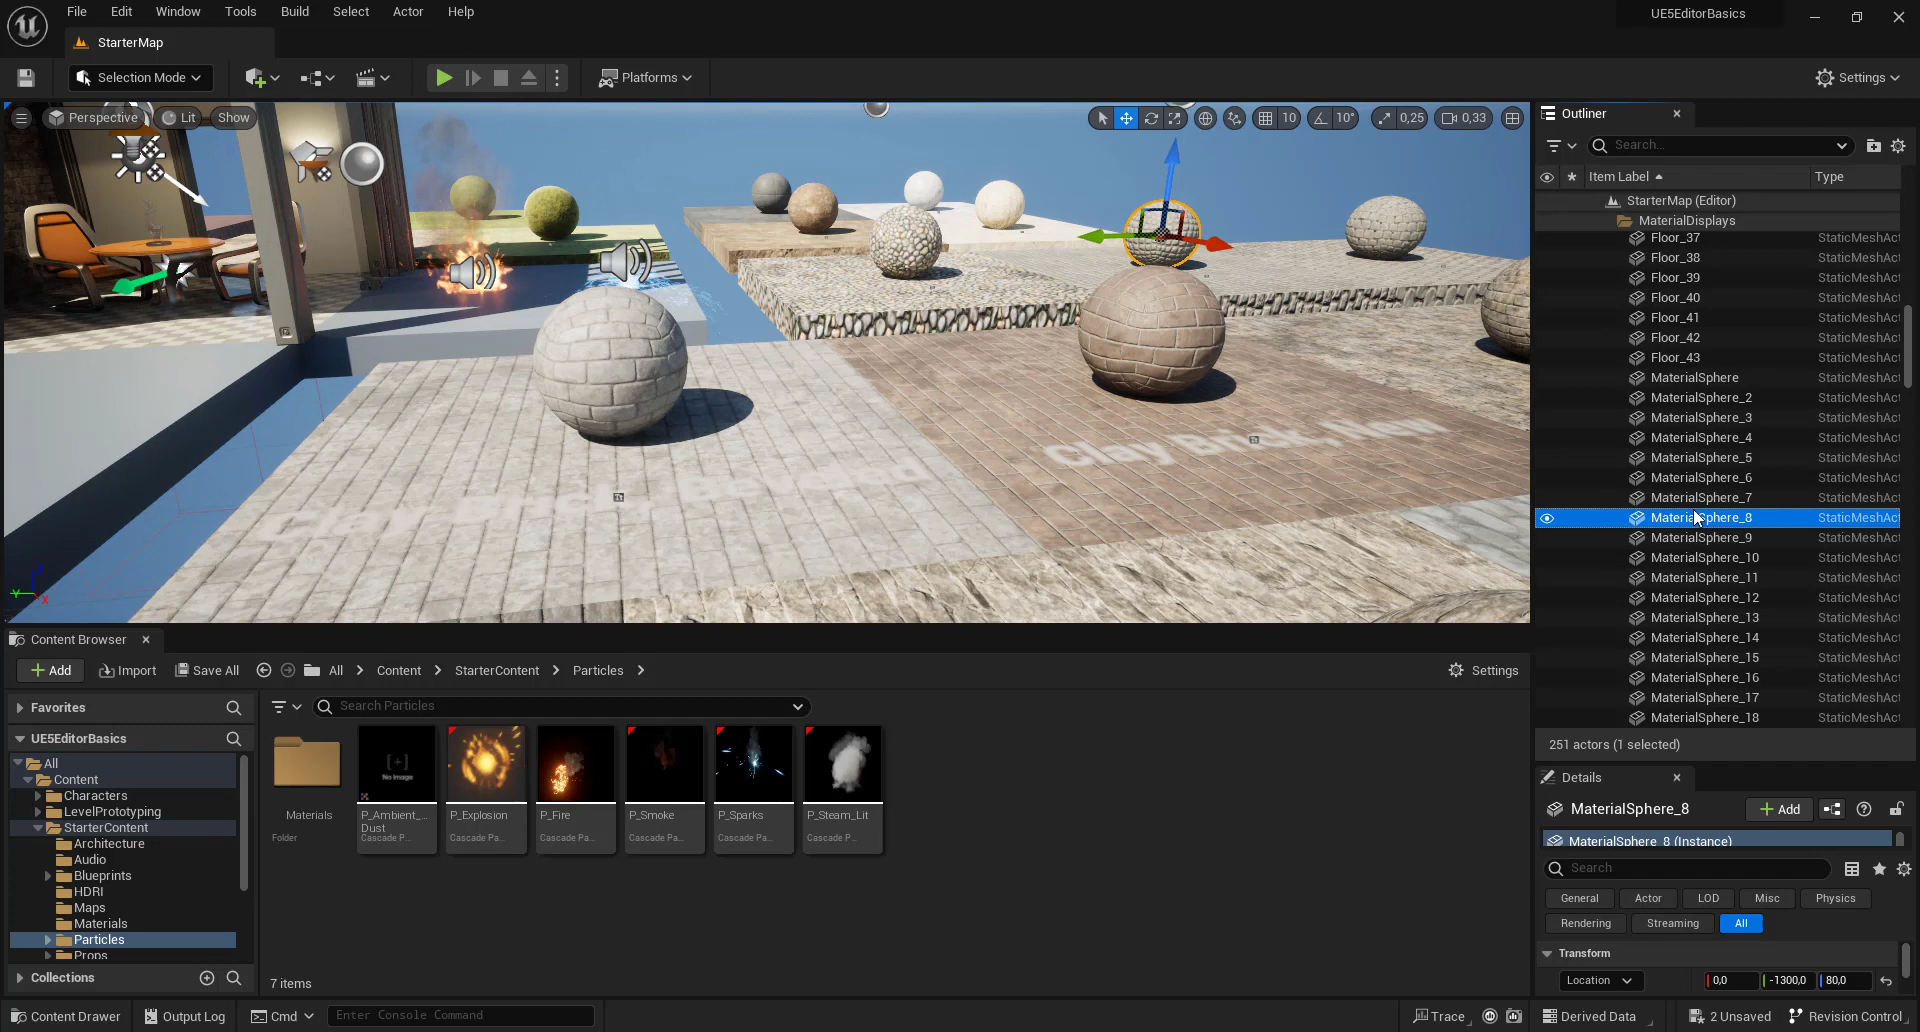 File Edit Window Tools Build Select Actor Help
UE5EditorBasics
StarterMap
Selection Mode
Platforms
Settings
Perspective Lit Show
10 10° 0,25 0,33
Outliner
Search...
Item Label Type
StarterMap (Editor)
MaterialDisplays
Floor_37 StaticMeshAct
Floor_38 StaticMeshAct
Floor_39 StaticMeshAct
Floor_40 StaticMeshAct
Floor_41 StaticMeshAct
Floor_42 StaticMeshAct
Floor_43 StaticMeshAct
MaterialSphere StaticMeshAct
MaterialSphere_2 StaticMeshAct
MaterialSphere_3 StaticMeshAct
MaterialSphere_4 StaticMeshAct
MaterialSphere_5 StaticMeshAct
MaterialSphere_6 StaticMeshAct
MaterialSphere_7 StaticMeshAct
MaterialSphere_8 StaticMeshAct
MaterialSphere_9 StaticMeshAct
MaterialSphere_10 StaticMeshAct
MaterialSphere_11 StaticMeshAct
MaterialSphere_12 StaticMeshAct
MaterialSphere_13 StaticMeshAct
MaterialSphere_14 StaticMeshAct
MaterialSphere_15 StaticMeshAct
MaterialSphere_16 StaticMeshAct
MaterialSphere_17 StaticMeshAct
MaterialSphere_18 StaticMeshAct
251 actors (1 selected)
Clay
Z
Y X
Content Browser
Add Import Save All All Content StarterContent Particles Settings
Favorites
Search Particles
UE5EditorBasics
All
Content
Characters
LevelPrototyping
StarterContent
Architecture
Audio
Blueprints
HDRI
Maps
Materials
Particles
Props
Collections
No Image
Materials
Folder
P_Ambient_...
Dust
Cascade P...
P_Explosion
Cascade Pa...
P_Fire
Cascade Pa...
P_Smoke
Cascade Pa...
P_Sparks
Cascade Pa...
P_Steam_Lit
Cascade Pa...
7 items
Details
MaterialSphere_8
Add
MaterialSphere_8 (Instance)
Search
General Actor LOD Misc Physics
Rendering Streaming All
Transform
Location 0,0 -1300,0 80,0
Content Drawer Output Log Cmd Enter Console Command Trace Derived Data 2 Unsaved Revision Control